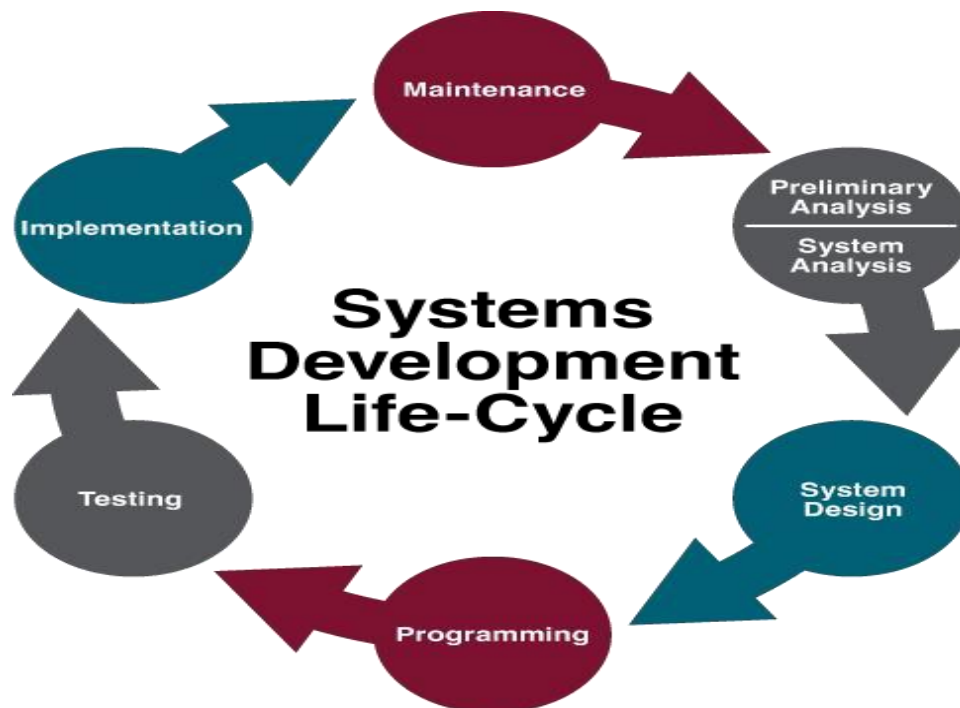 Maintenance
Preliminary
Analysis
System
Analysis
Implementation
Systems
Development
Life-Cycle
System
Design
Testing
Programming